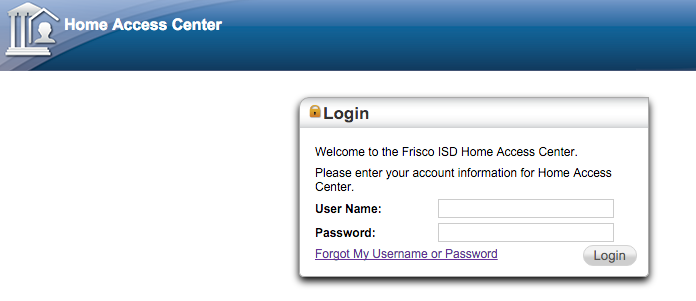 Home Access Center
Login
Welcome to the Frisco ISD Home Access Center.
Please enter your account information for Home Access
Center.
User Name:
Password:
Forgot My Username or Password
Login